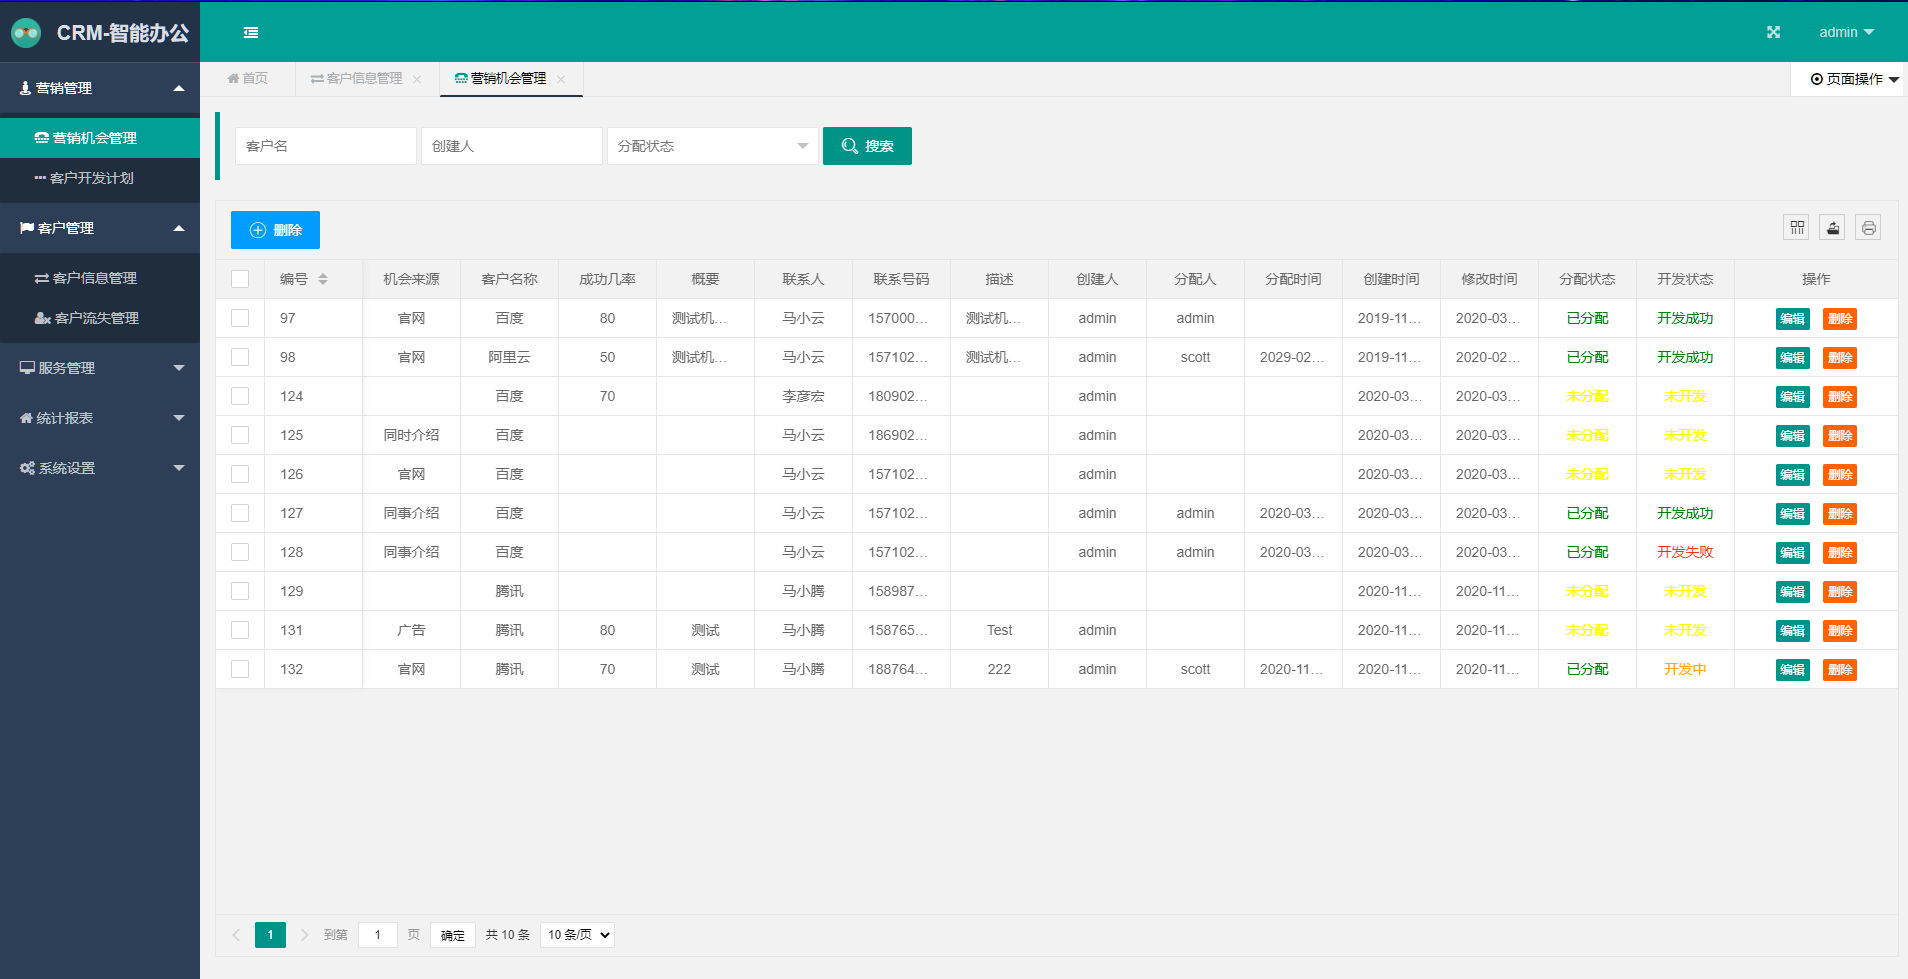 CRM-智能办公
admin
营销管理
营销机会管理
客户开发计划
客户管理
客户信息管理
客户流失管理
服务管理
统计报表
系统设置
首页 客户信息管理 营销机会管理 页面操作
客户名 创建人 分配状态 搜索
删除
编号 机会来源 客户名称 成功几率 概要 联系人 联系号码 描述 创建人 分配人 分配时间 创建时间 修改时间 分配状态 开发状态 操作
97 官网 百度 80 测试机... 马小云 157000... 测试机... admin admin 2019-11... 2020-03... 已分配 开发成功 编辑 删除
98 官网 阿里云 50 测试机... 马小云 157102... 测试机... admin scott 2029-02... 2019-11... 2020-02... 已分配 开发成功 编辑 删除
124 百度 70 李彦宏 180902... admin 2020-03... 2020-03... 未分配 未开发 编辑 删除
125 同时介绍 百度 马小云 186902... admin 2020-03... 2020-03... 未分配 未开发 编辑 删除
126 官网 百度 马小云 157102... admin 2020-03... 2020-03... 未分配 未开发 编辑 删除
127 同事介绍 百度 马小云 157102... admin admin 2020-03... 2020-03... 2020-03... 已分配 开发成功 编辑 删除
128 同事介绍 百度 马小云 157102... admin admin 2020-03... 2020-03... 2020-03... 已分配 开发失败 编辑 删除
129 腾讯 马小腾 158987... 2020-11... 2020-11... 未分配 未开发 编辑 删除
131 广告 腾讯 80 测试 马小腾 158765... Test admin 2020-11... 2020-11... 未分配 未开发 编辑 删除
132 官网 腾讯 70 测试 马小腾 188764... 222 admin scott 2020-11... 2020-11... 2020-11... 已分配 开发中 编辑 删除
1 到第 1 页 确定 共 10 条 10 条/页